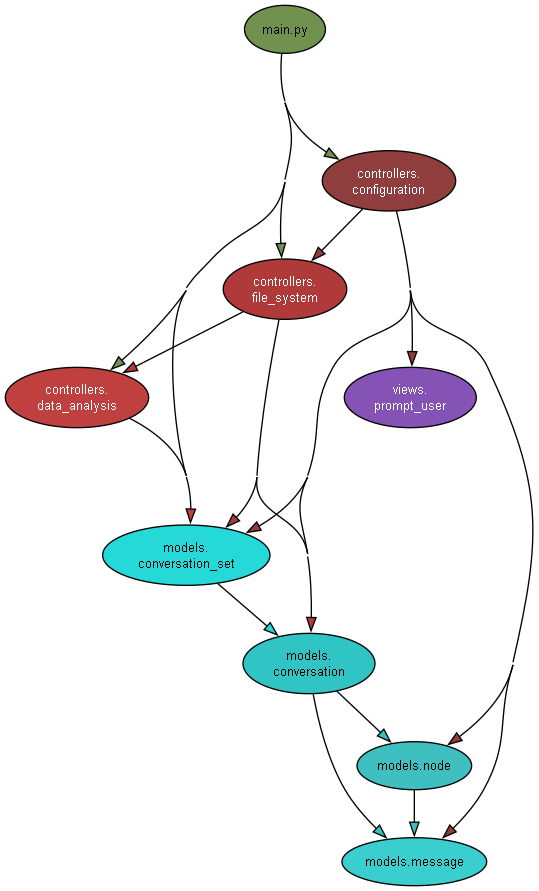 main.py
controllers.
configuration
controllers.
file_system
controllers.
data_analysis
views.
prompt_user
models.
conversation_set
models.
conversation
models.node
models.message